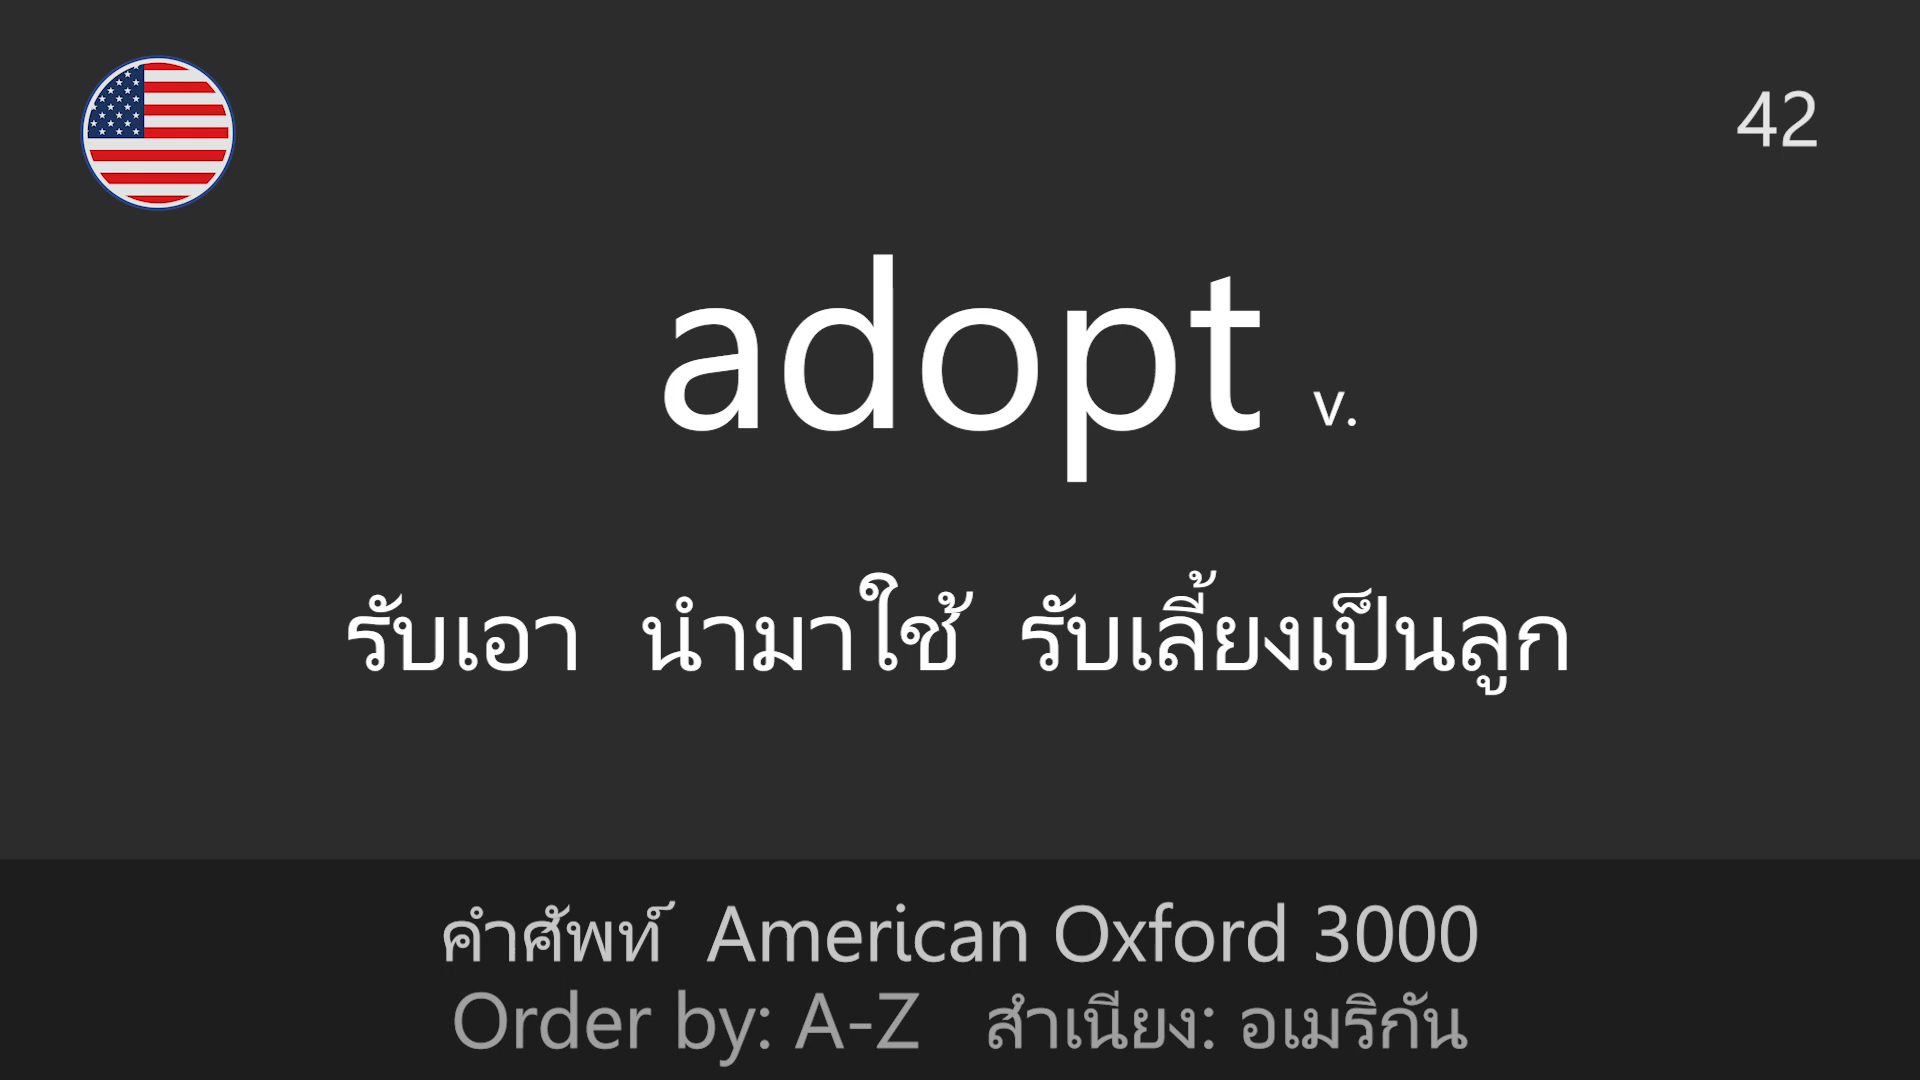 42
adopt v.
รับเอา นำมาใช้ รับเลี้ยงเป็นลูก
คำศัพท์ American Oxford 3000
Order by: A-Z สำเนียง: อเมริกัน